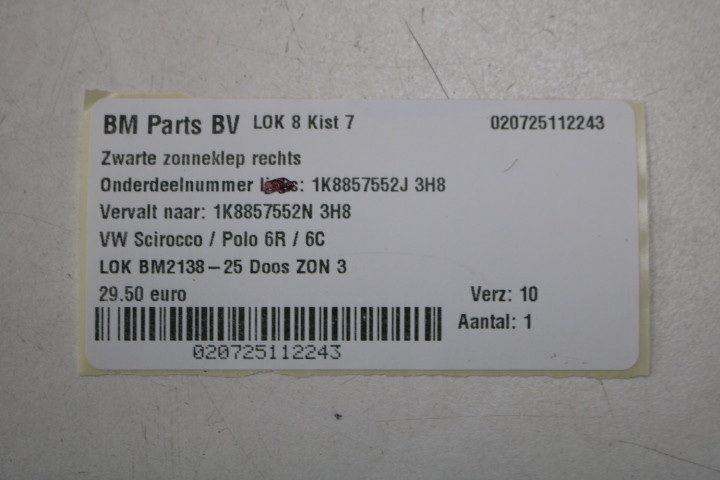 BM Parts BV LOK 8 Kist 7 020725112243
Zwarte zonneklep rechts
Onderdeelnummer : 1K8857552J 3H8
Vervalt naar: 1K8857552N 3H8
VW Scirocco / Polo 6R / 6C
LOK BM2138-25 Doos ZON 3
29.50 euro Verz: 10
Aantal: 1
020725112243